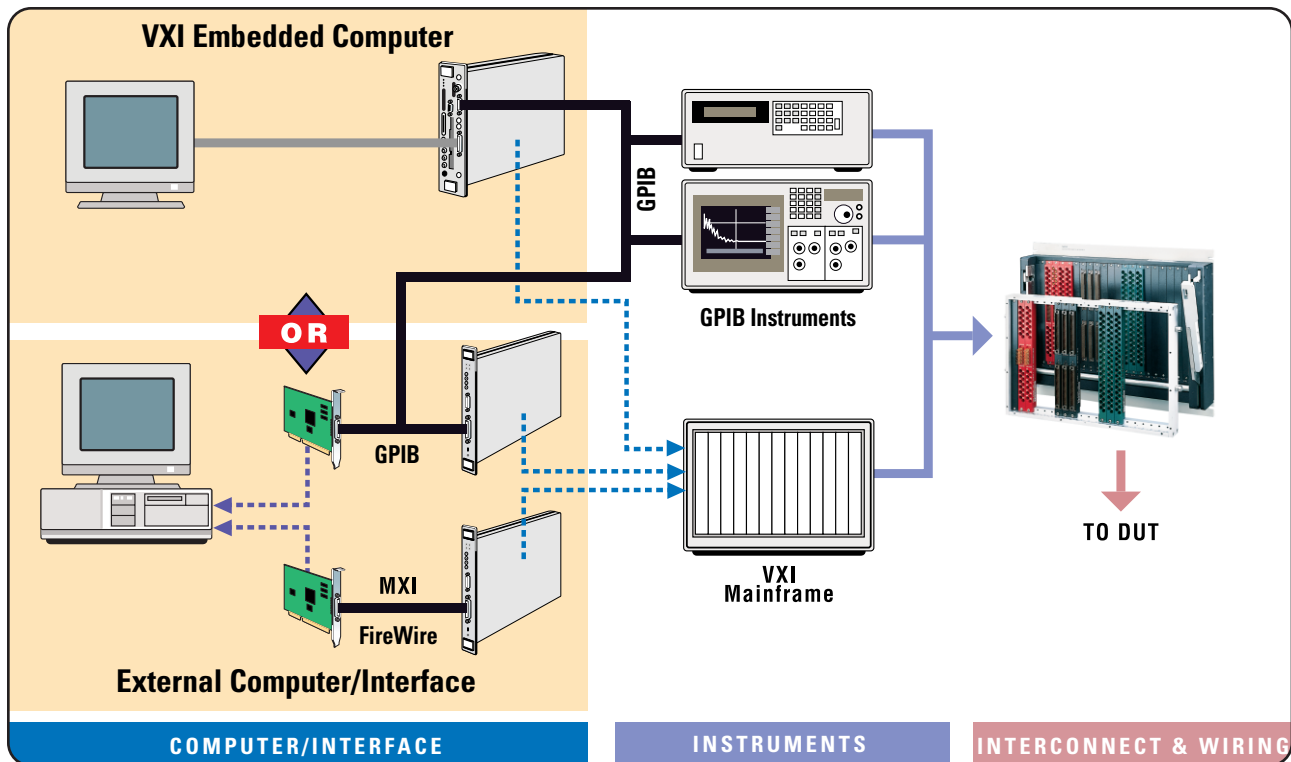 VXI Embedded Computer
GPIB
GPIB Instruments
OR
GPIB
MXI
FireWire
External Computer/Interface
VXI
Mainframe
TO DUT
COMPUTER/INTERFACE
INSTRUMENTS
INTERCONNECT & WIRING